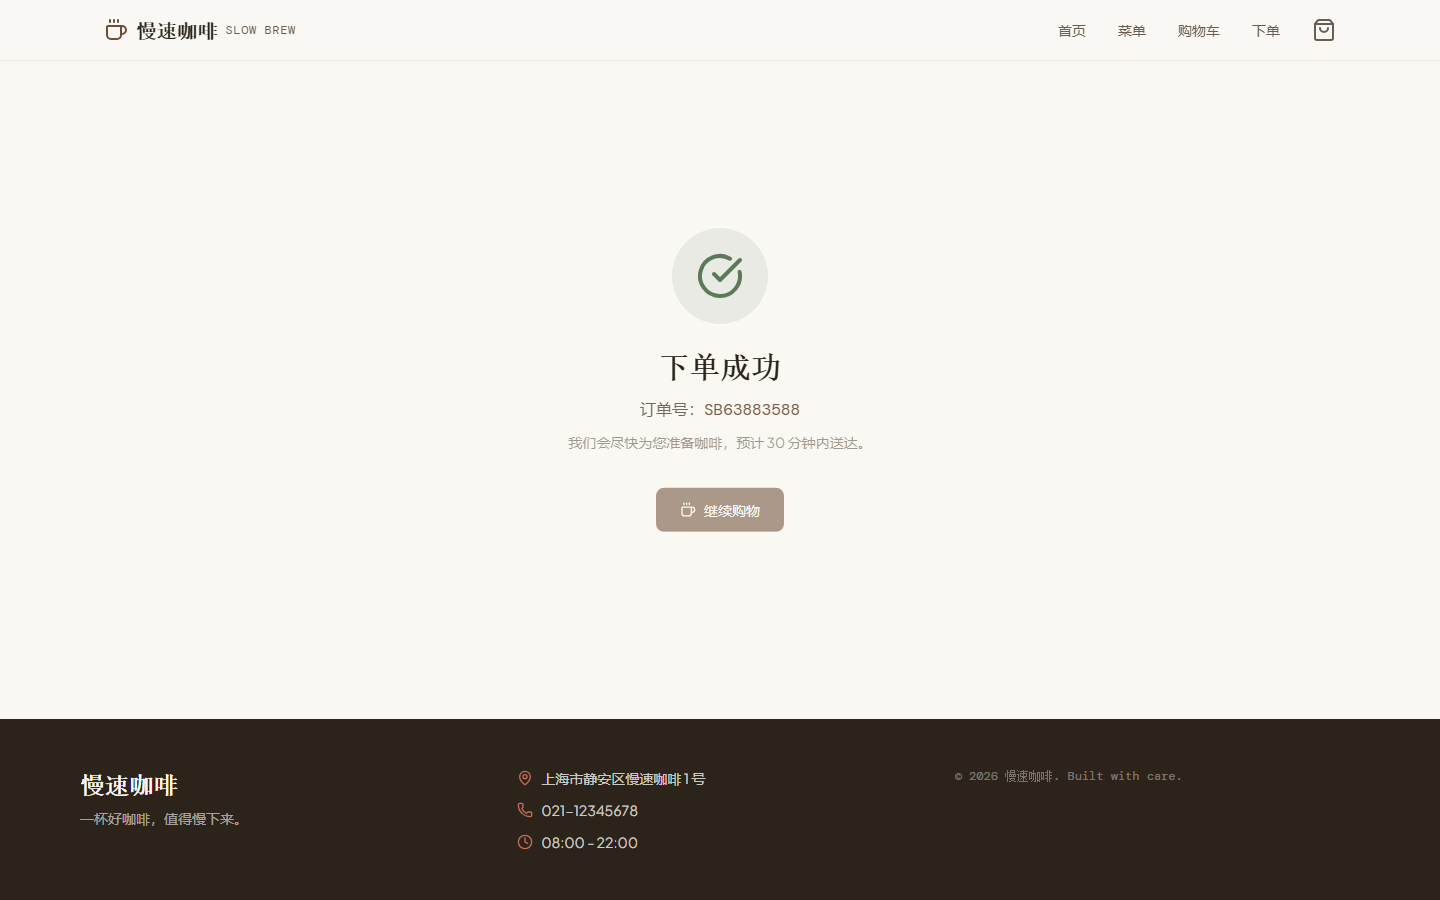 慢速咖啡 SLOW BREW
首页 菜单 购物车 下单
下单成功
订单号：SB63883588
我们会尽快为您准备咖啡，预计 30 分钟内送达。
继续购物
慢速咖啡
一杯好咖啡，值得慢下来。
上海市静安区慢速咖啡1号
021-12345678
08:00 - 22:00
© 2026 慢速咖啡. Built with care.